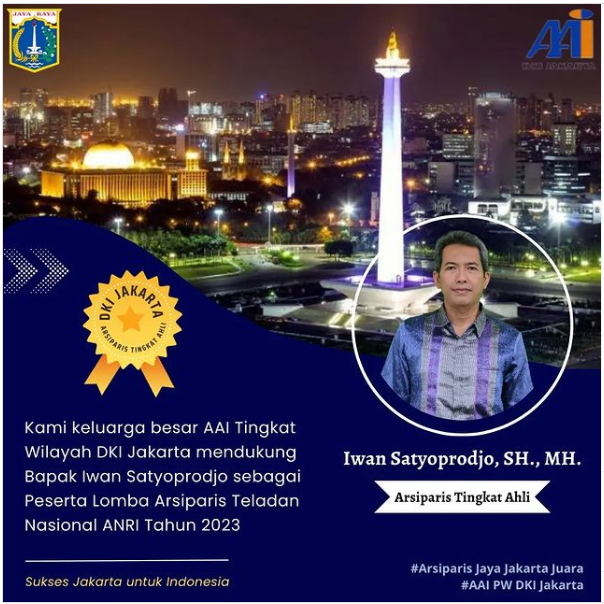 JAYA RAYA
AAI
DKI JAKARTA
DKI JAKARTA
ARSIPARIS TINGKAT AHLI
Kami keluarga besar AAI Tingkat
Wilayah DKI Jakarta mendukung
Bapak Iwan Satyoprodjo sebagai
Peserta Lomba Arsiparis Teladan
Nasional ANRI Tahun 2023
Sukses Jakarta untuk Indonesia
Iwan Satyoprodjo, SH., MH.
Arsiparis Tingkat Ahli
#Arsiparis Jaya Jakarta Juara
#AAI PW DKI Jakarta